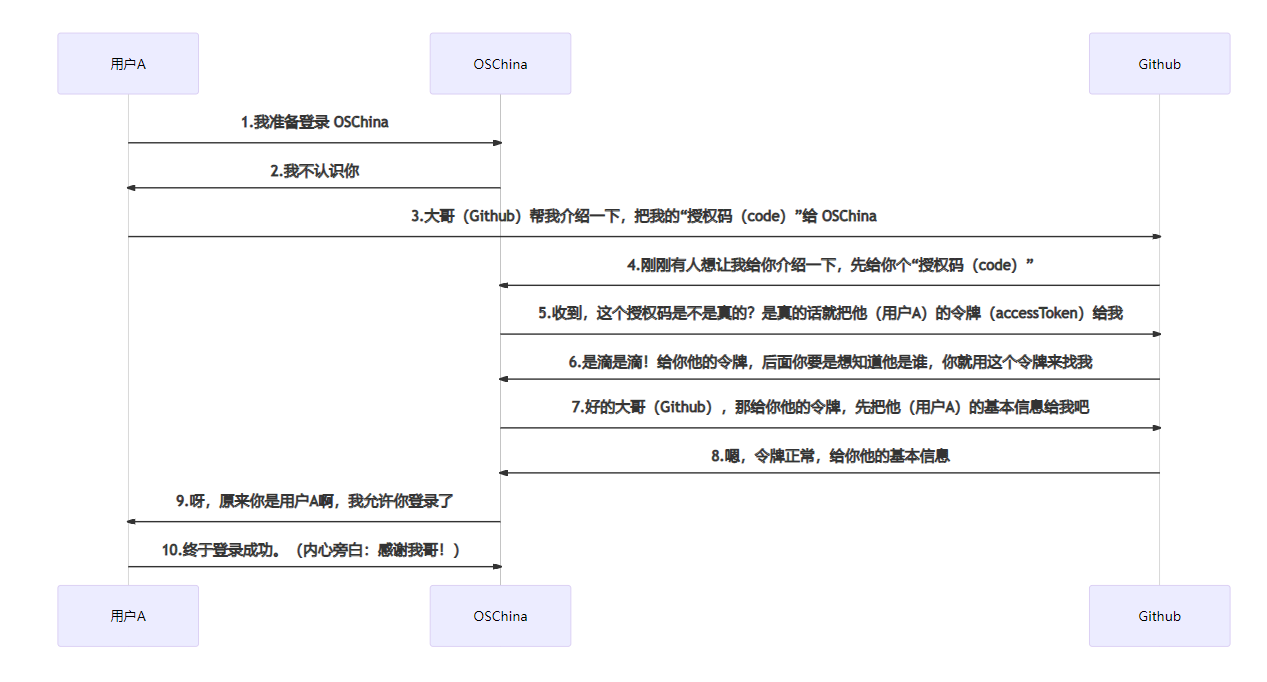 用户A
OSChina
Github
1.我准备登录 OSChina
2.我不认识你
3.大哥（Github）帮我介绍一下，把我的“授权码（code）”给 OSChina
4.刚刚有人想让我给你介绍一下，先给你个“授权码（code）”
5.收到，这个授权码是不是真的？是真的话就把他（用户A）的令牌（accessToken）给我
6.是滴是滴！给你他的令牌，后面你要是想知道他是谁，你就用这个令牌来找我
7.好的大哥（Github），那给你他的令牌，先把他（用户A）的基本信息给我吧
8.嗯，令牌正常，给你他的基本信息
9.呀，原来你是用户A啊，我允许你登录了
10.终于登录成功。（内心旁白：感谢我哥！）
用户A
OSChina
Github